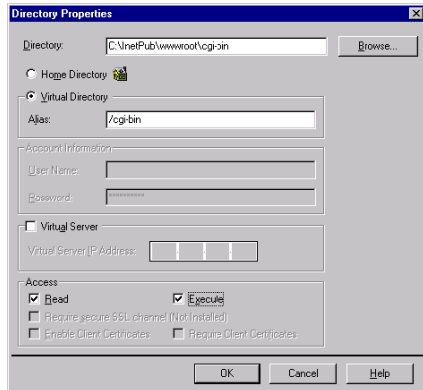 Directory Properties
Directory: C:\InetPub\wwwroot\cgi-bin Browse...
Home Directory
Virtual Directory
Alias: /cgi-bin
Account Information
User Name:
Password: **********
Virtual Server
Virtual Server IP Address:
Access
Read Execute
Require secure SSL channel (Not Installed)
Enable Client Certificates Require Client Certificates
OK Cancel Help